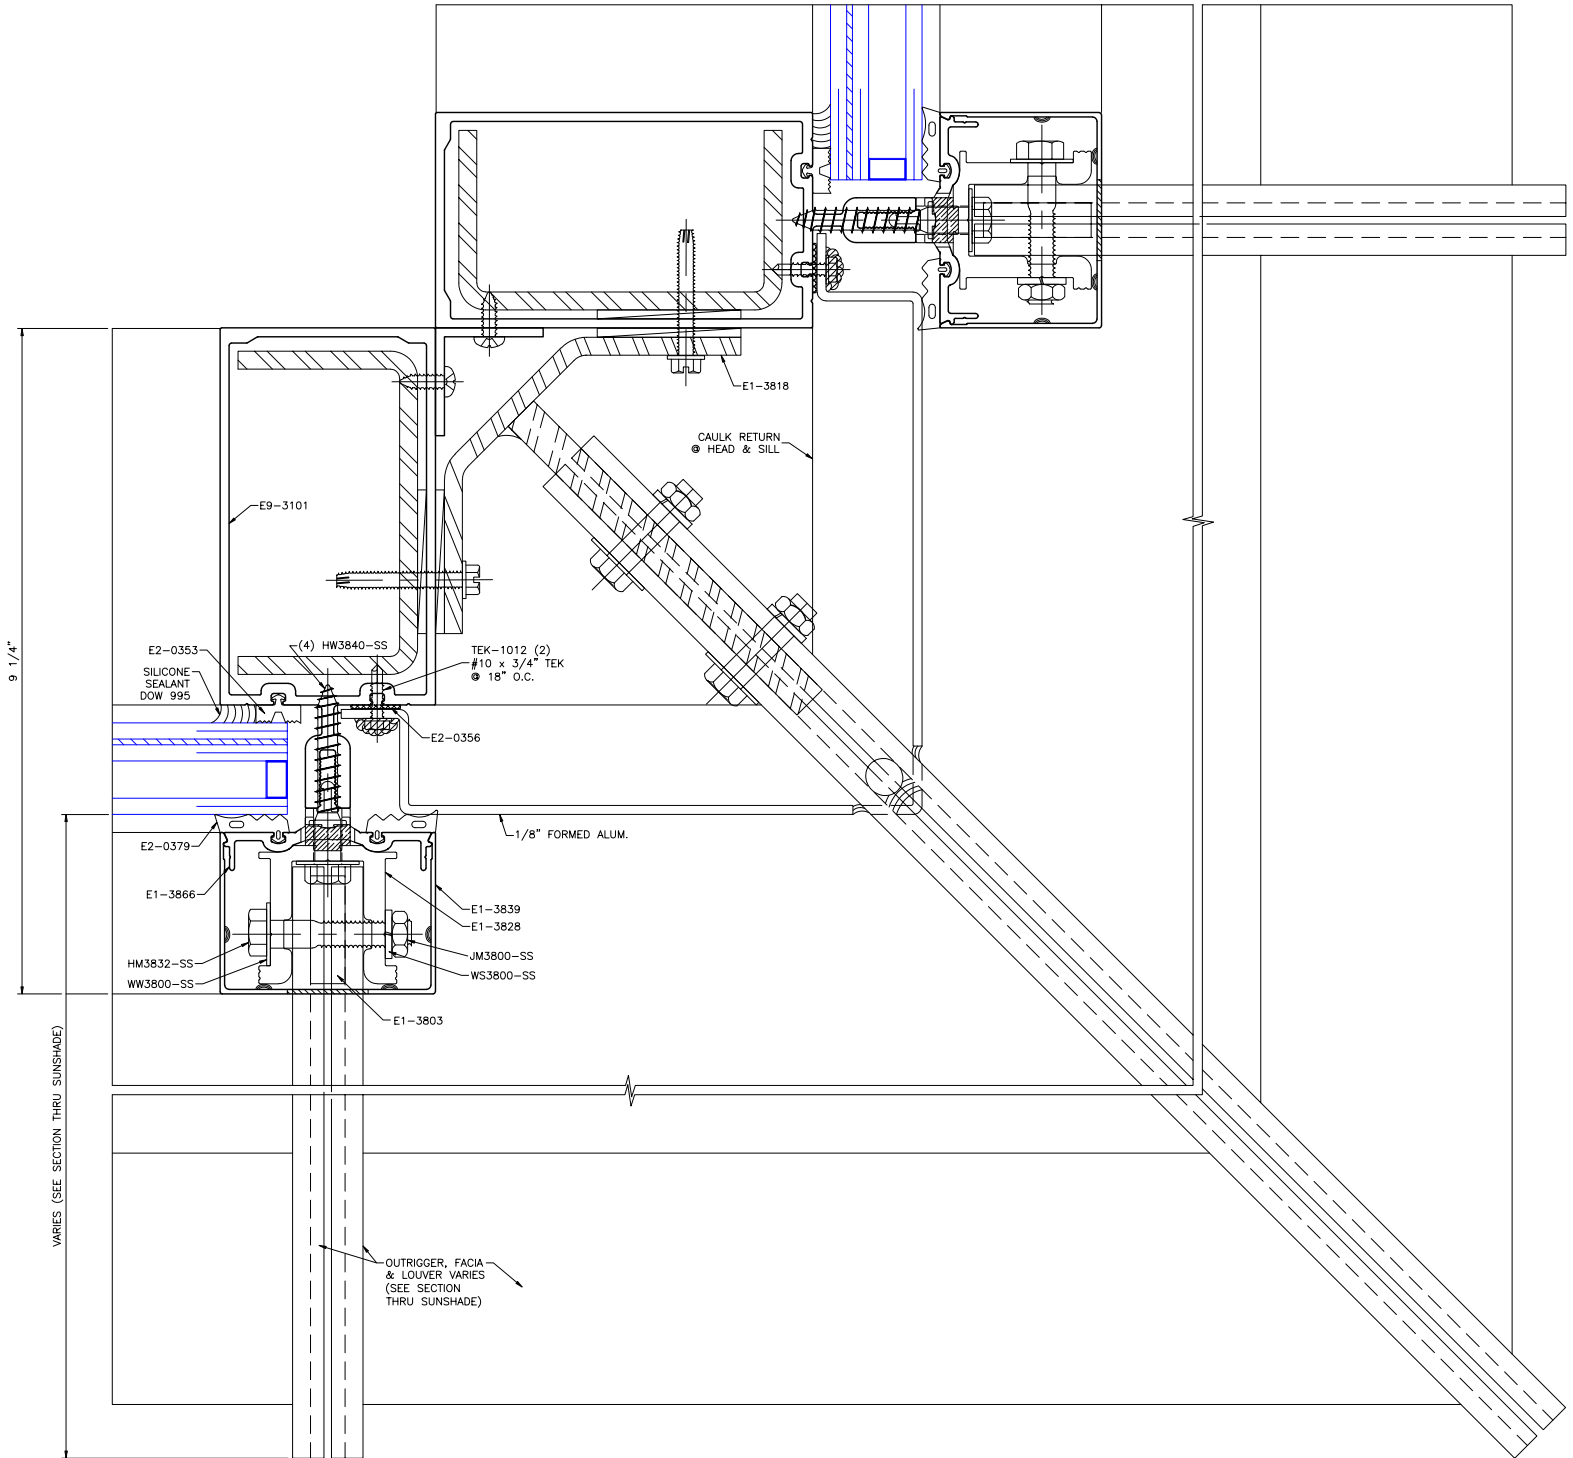 E1-3818
CAULK RETURN
@ HEAD & SILL
E9-3101
9 1/4"
E2-0353
(4) HW3840-SS
TEK-1012 (2)
#10 x 3/4" TEK
@ 18" O.C.
SILICONE
SEALANT
DOW 995
E2-0356
1/8" FORMED ALUM.
E2-0379
E1-3866
E1-3839
E1-3828
HM3832-SS
JM3800-SS
WW3800-SS
WS3800-SS
E1-3803
VARIES (SEE SECTION THRU SUNSHADE)
OUTRIGGER, FACIA
& LOUVER VARIES
(SEE SECTION
THRU SUNSHADE)